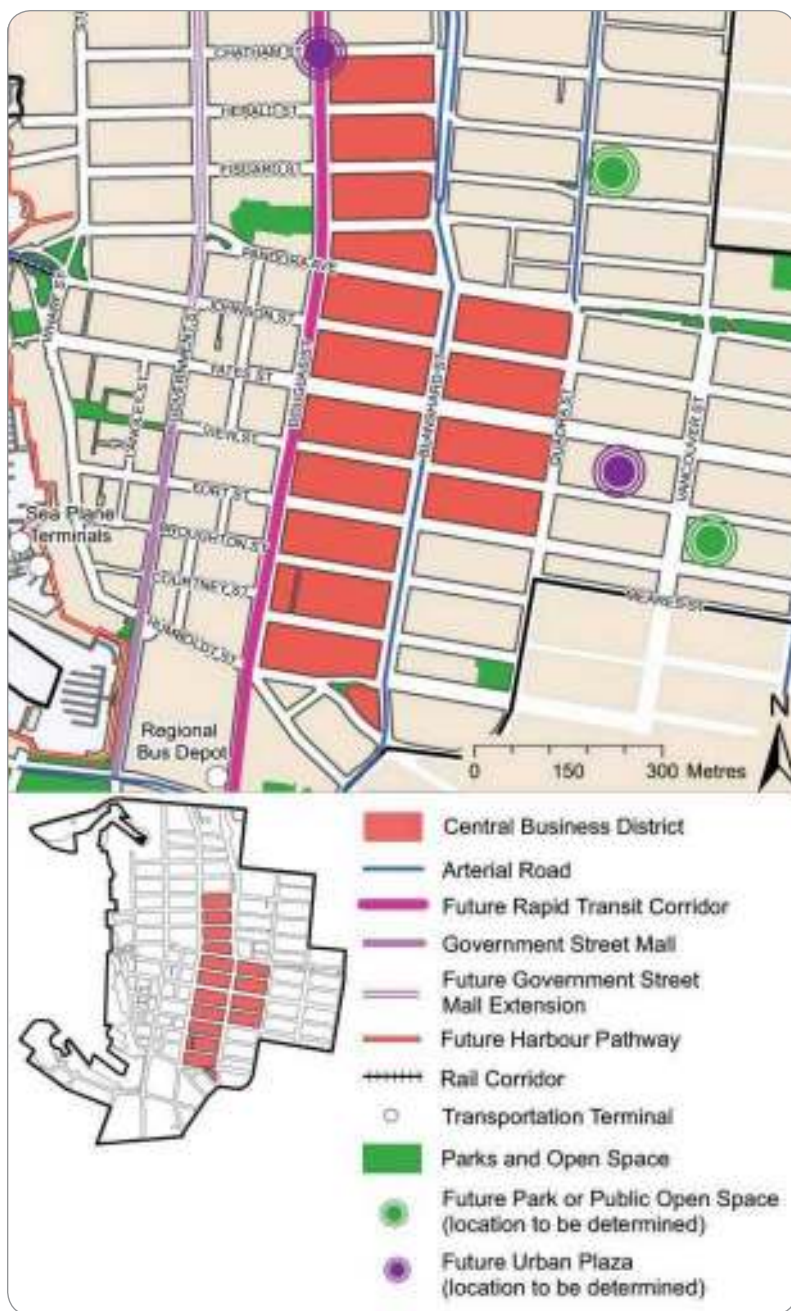 CHATHAM ST
HERALD ST
FISGARD ST
PANDORA AVE
JOHNSON ST
WHARF ST
GOVERNMENT ST
YATES ST
DOUGLAS ST
LANGLEY ST
VIEW ST
BLANSHARD ST
QUADRA ST
VANCOUVER ST
FORT ST
Sea Plane
Terminals
BROUGHTON ST
COURTNEY ST
MEARES ST
HUMBOLDT ST
Regional
Bus Depot
N
0 150 300 Metres
Central Business District
Arterial Road
Future Rapid Transit Corridor
Government Street Mall
Future Government Street
Mall Extension
Future Harbour Pathway
Rail Corridor
Transportation Terminal
Parks and Open Space
Future Park or Public Open Space
(location to be determined)
Future Urban Plaza
(location to be determined)